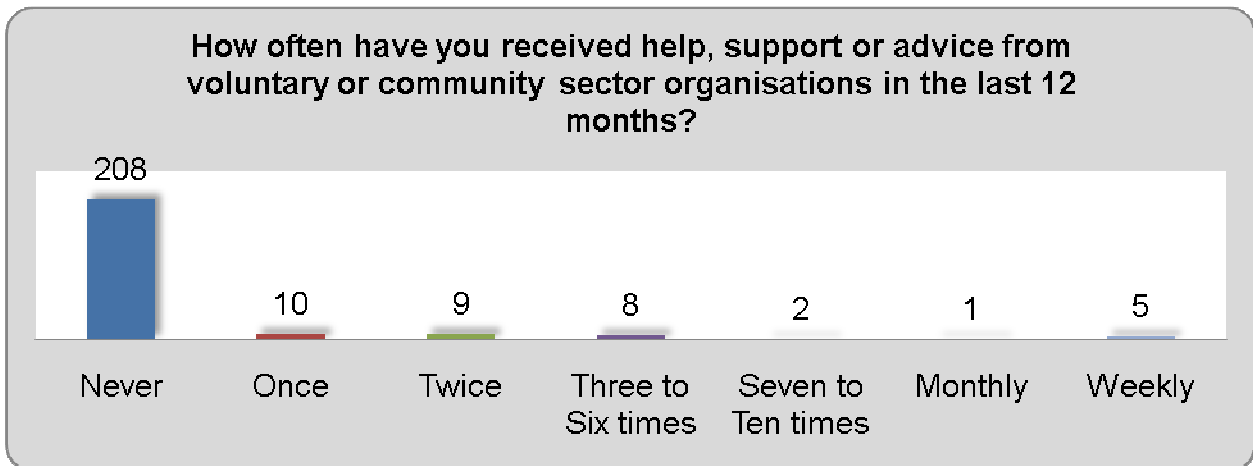 How often have you received help, support or advice from
voluntary or community sector organisations in the last 12
months?
208
10
9
8
2
1
5
Never
Once
Twice
Three to
Six times
Seven to
Ten times
Monthly
Weekly